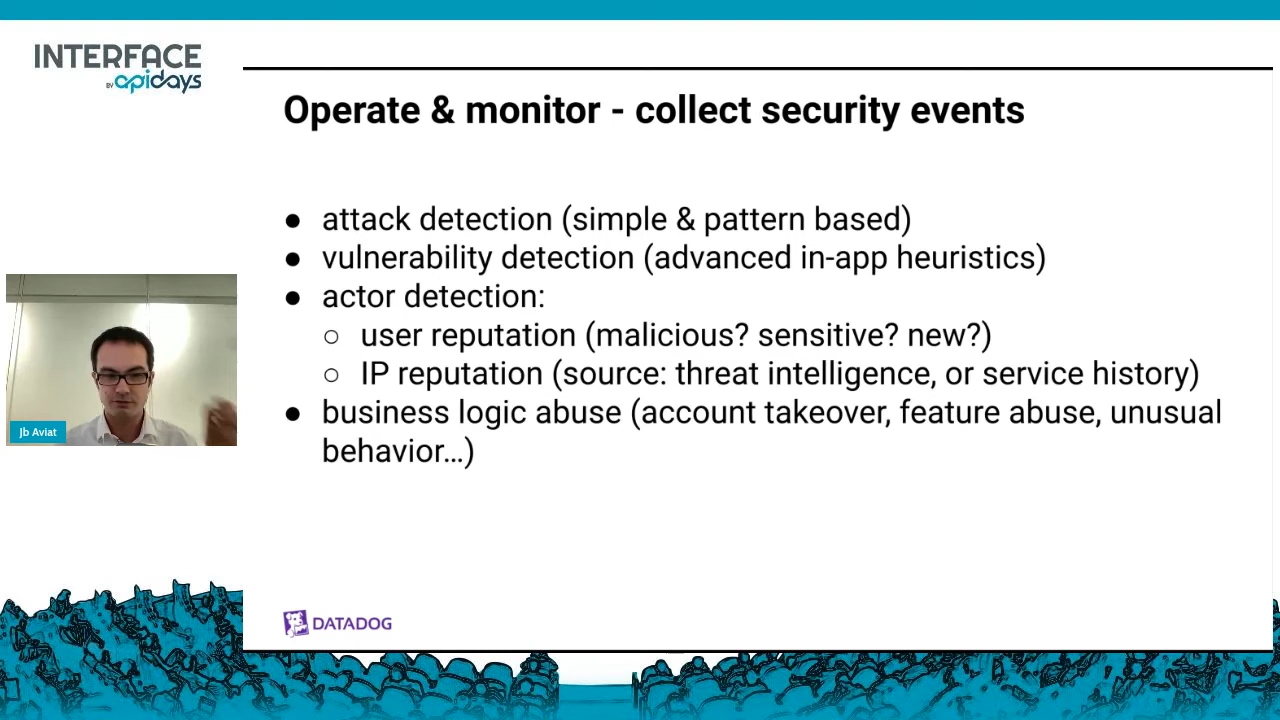 INTERFACE
BY apidays
Operate & monitor - collect security events
● attack detection (simple & pattern based)
● vulnerability detection (advanced in-app heuristics)
● actor detection:
○ user reputation (malicious? sensitive? new?)
○ IP reputation (source: threat intelligence, or service history)
● business logic abuse (account takeover, feature abuse, unusual
behavior…)
Jb Aviat
DATADOG